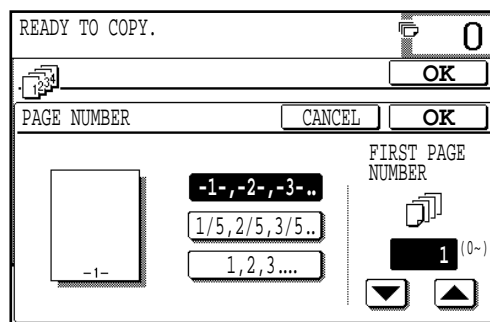 READY TO COPY.
0
1234
OK
PAGE NUMBER
CANCEL
OK
-1-,-2-,-3-..
1/5,2/5,3/5..
1,2,3....
-1-
FIRST PAGE
NUMBER
1 (0~)